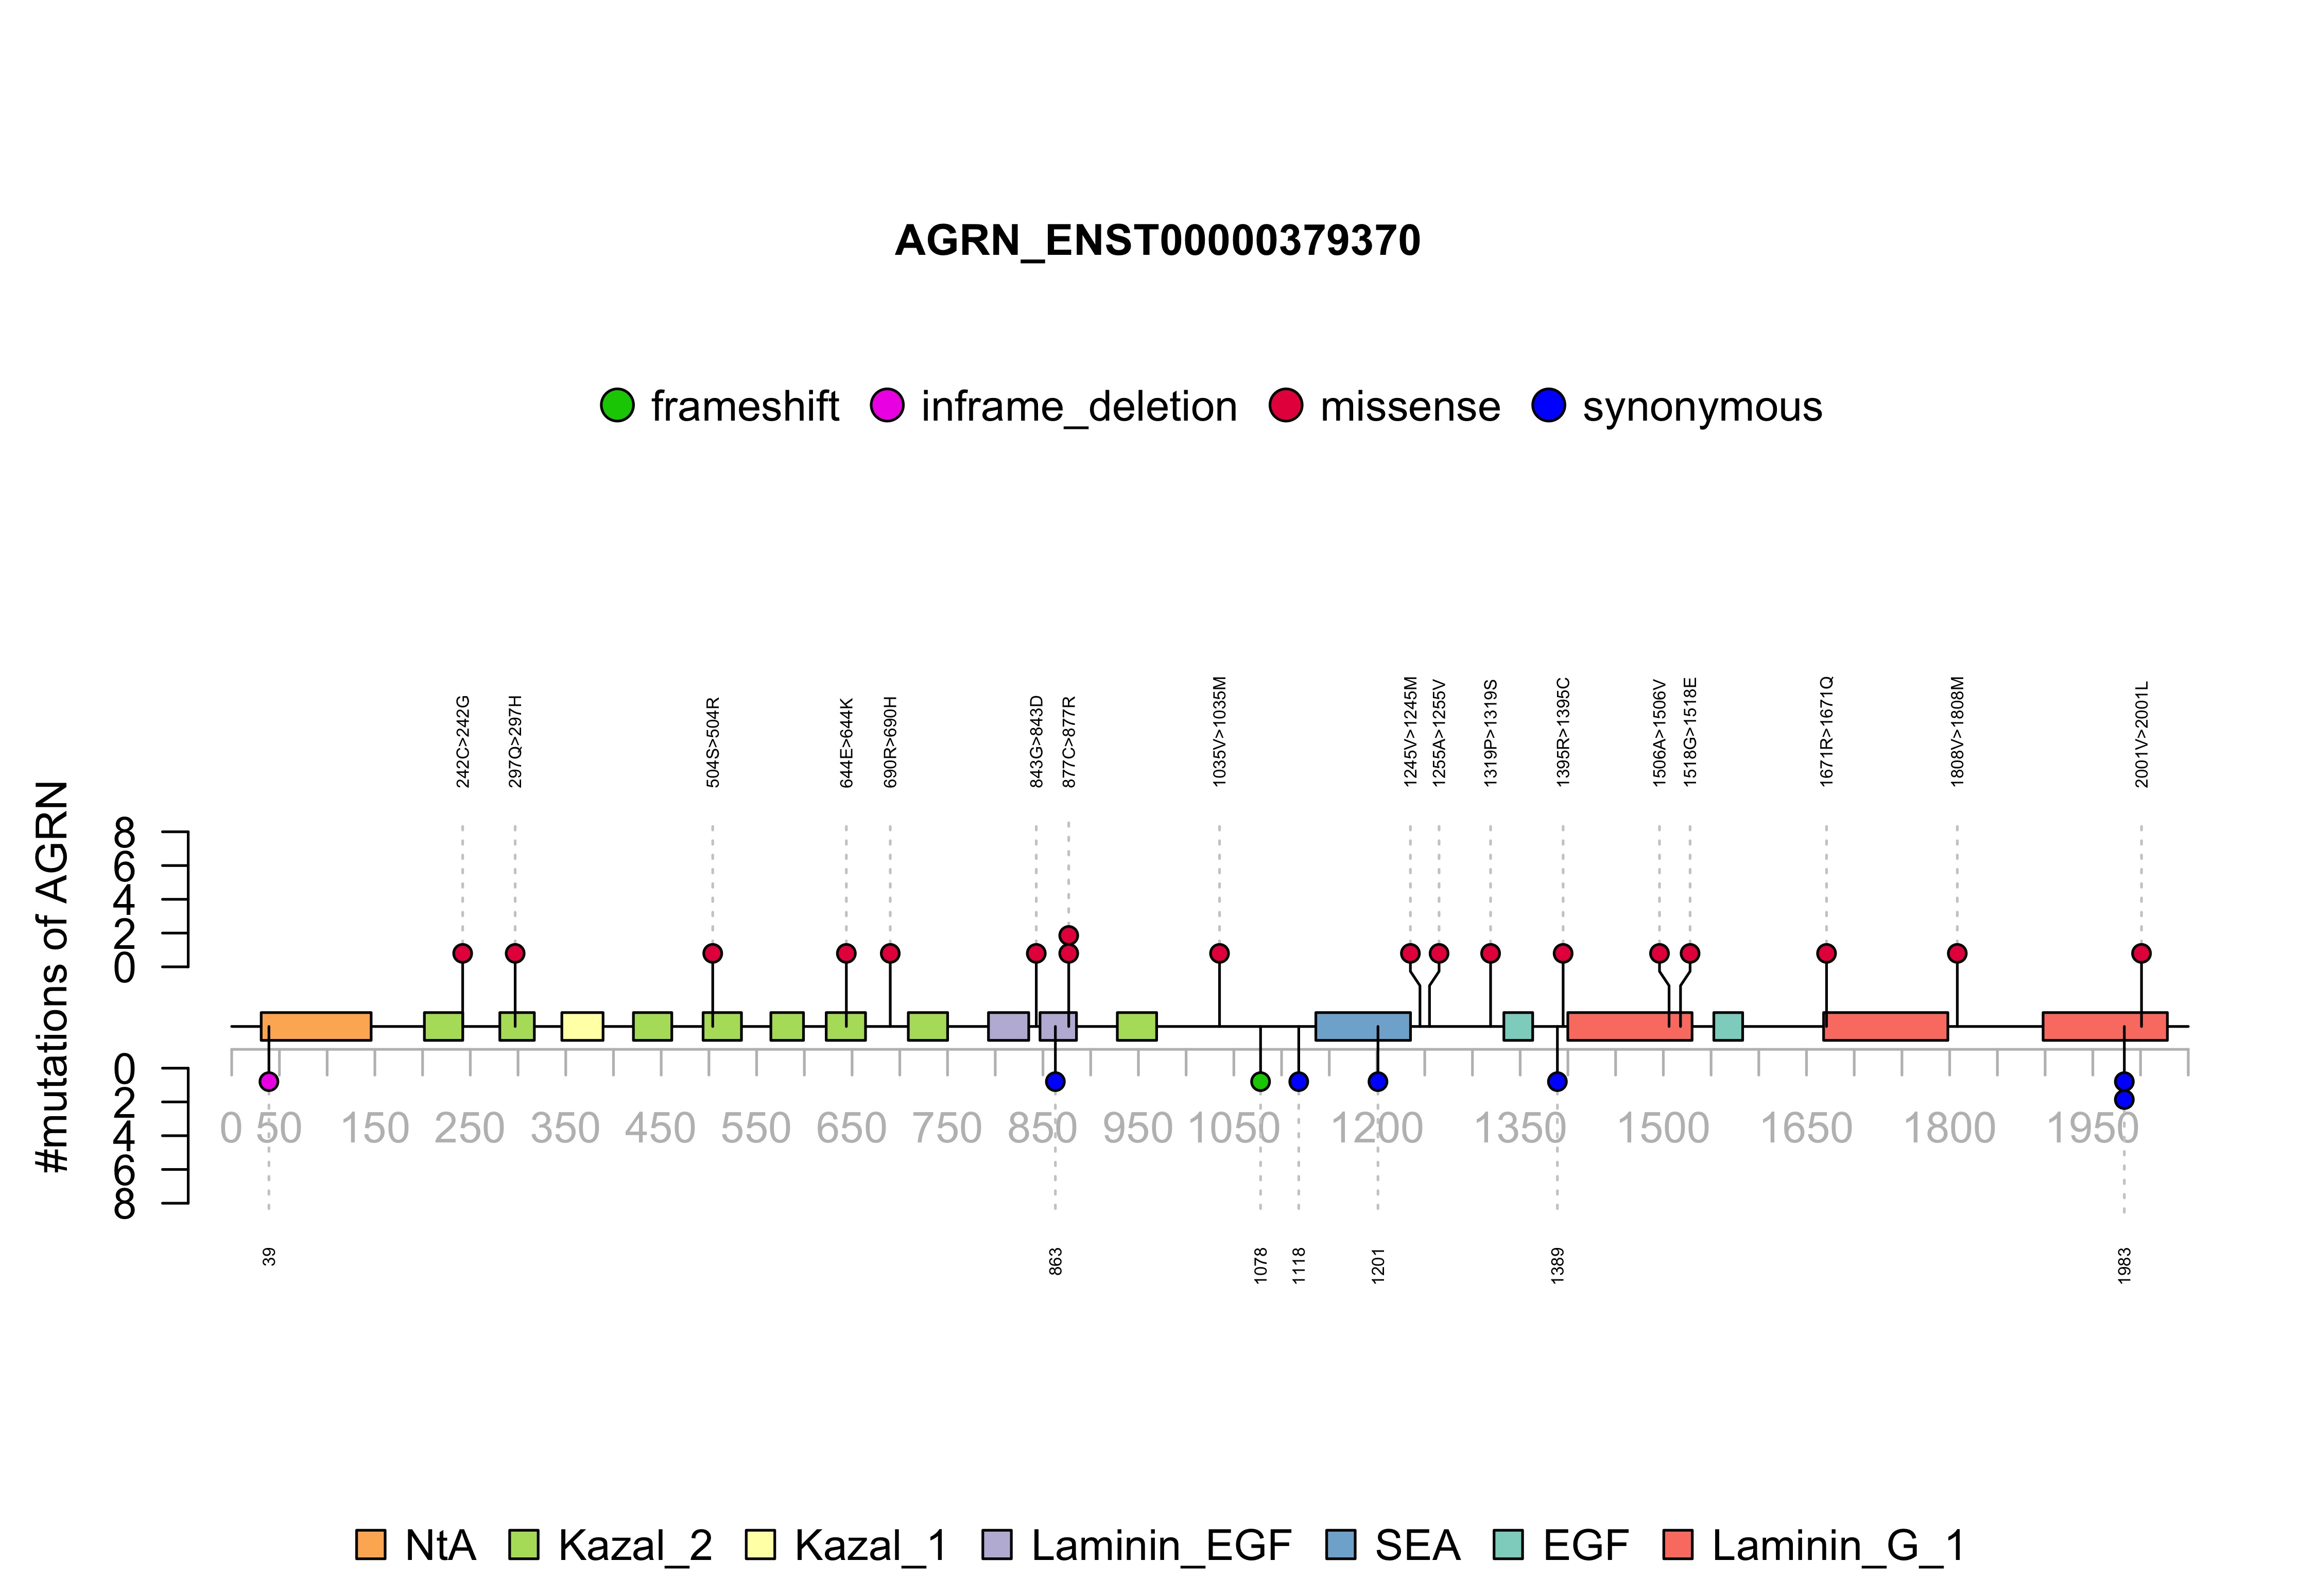 AGRN_ENST00000379370
frameshift inframe_deletion missense synonymous
242C>242G 297Q>297H 504S>504R 644E>644K 690R>690H 843G>843D 877C>877R 1035V>1035M 1245V>1245M 1255A>1255V 1319P>1319S 1395R>1395C 1506A>1506V 1518G>1518E 1671R>1671Q 1808V>1808M 2001V>2001L
#mutations of AGRN
8
6
4
2
0
0
2
4
6
8
0 50 150 250 350 450 550 650 750 850 950 1050 1200 1350 1500 1650 1800 1950
39 863 1078 1118 1201 1389 1983
NtA Kazal_2 Kazal_1 Laminin_EGF SEA EGF Laminin_G_1